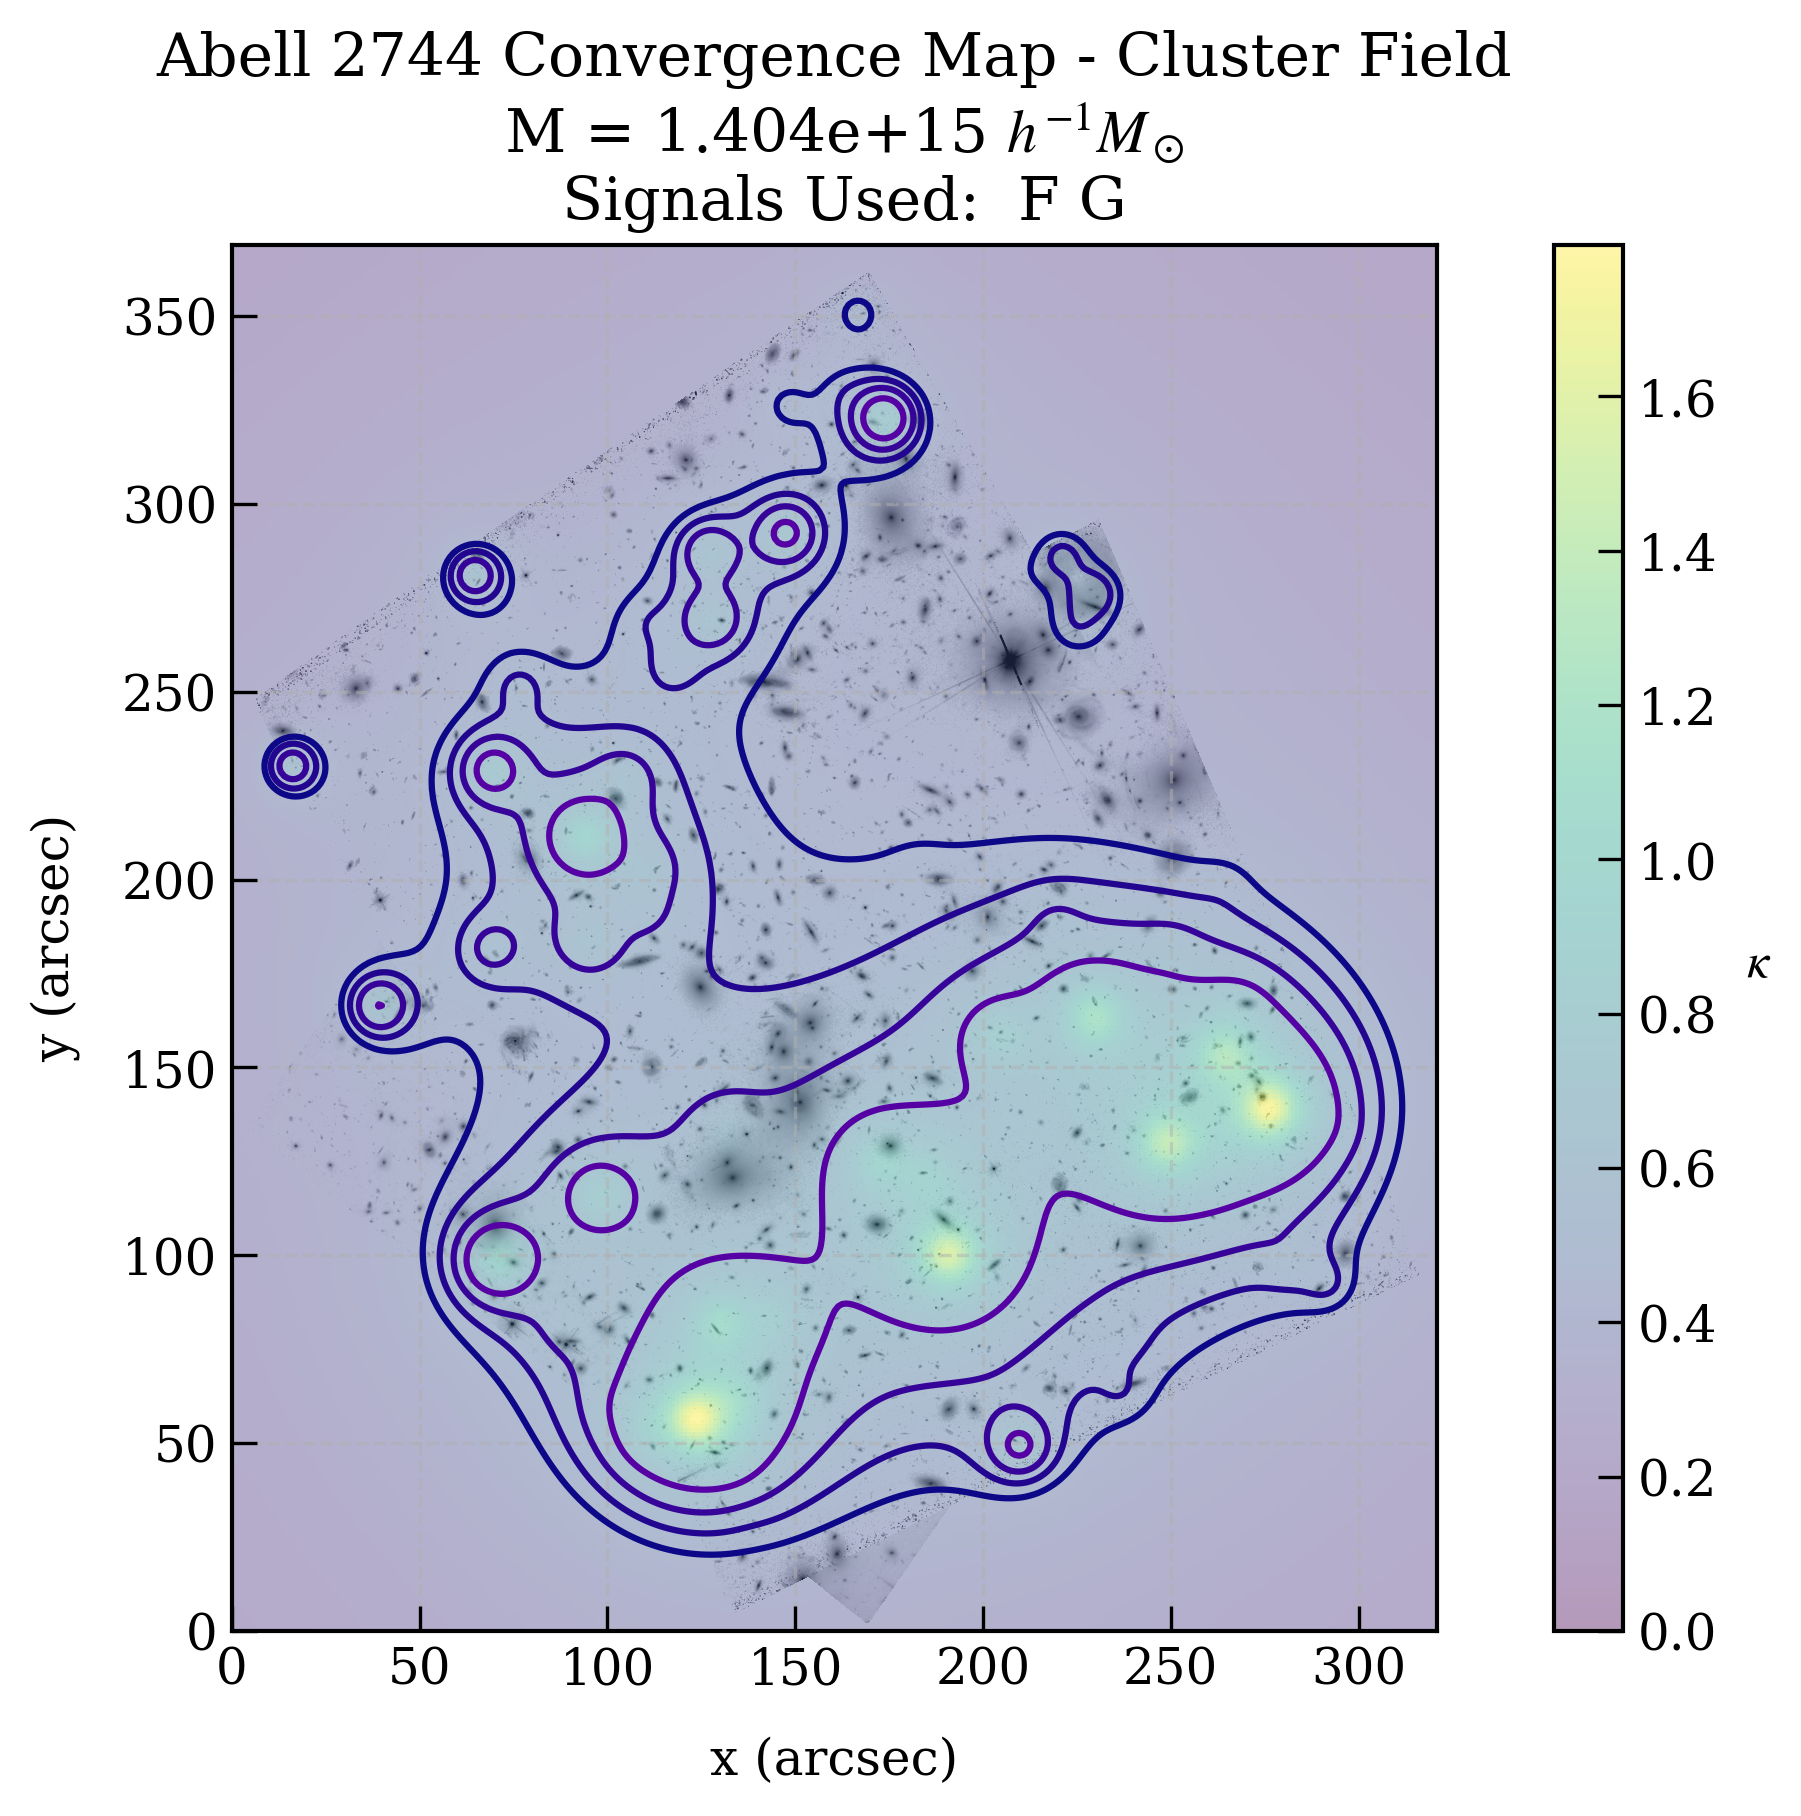 Abell 2744 Convergence Map - Cluster Field
M = 1.404e+15 h⁻¹M☉
Signals Used: F G
y (arcsec)
350
300
250
200
150
100
50
0
0 50 100 150 200 250 300
x (arcsec)
1.6
1.4
1.2
1.0
0.8
0.6
0.4
0.2
0.0
κ